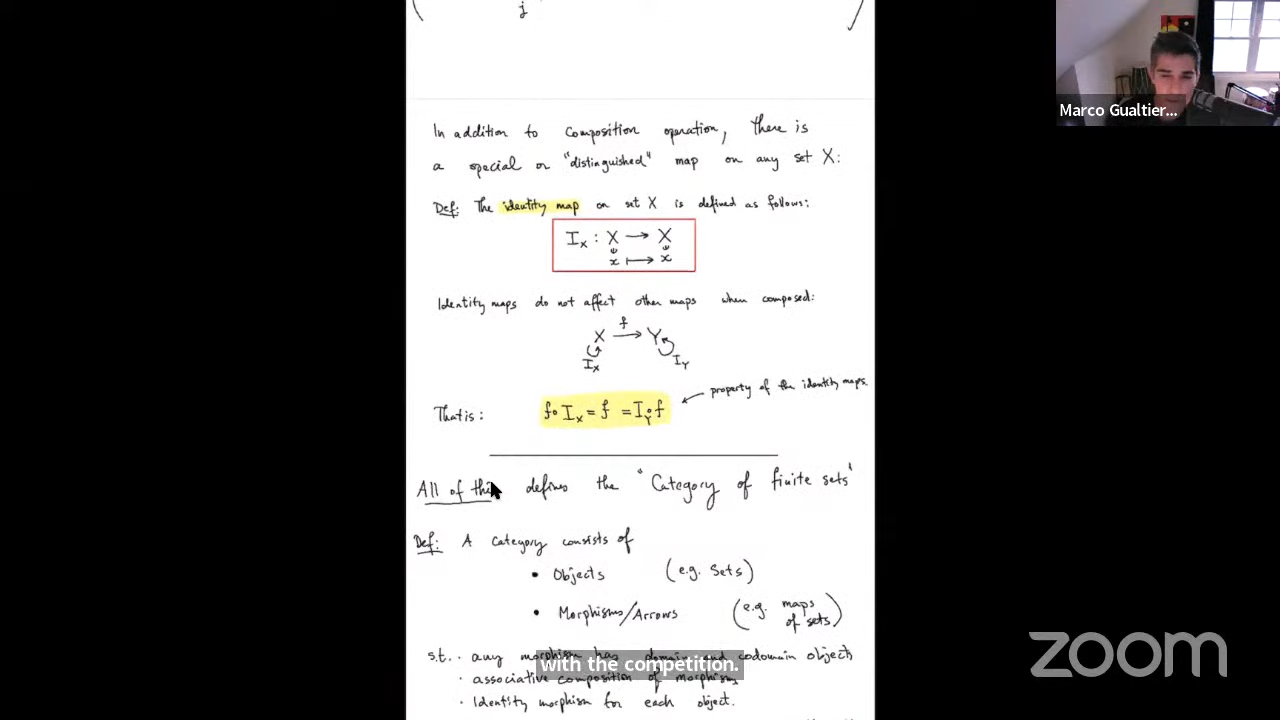 j
In addition to composition operation, there is
a special or "distinguished" map on any set X:
Def: The identity map on set X is defined as follows:
I_X : X → X
x ↦ x
Identity maps do not affect other maps when composed:
f
X → Y
I_X I_Y
property of the identity maps.
That is: f∘I_X = f = I_Y∘f
All of this defines the "Category of finite sets"
Def: A category consists of
• Objects (e.g. Sets)
• Morphisms/Arrows (e.g. maps
of sets)
s.t. · any morphism has domain and codomain objects
with the competition.
· associative composition of morphisms
· Identity morphism for each object.
Marco Gualtier...
zoom